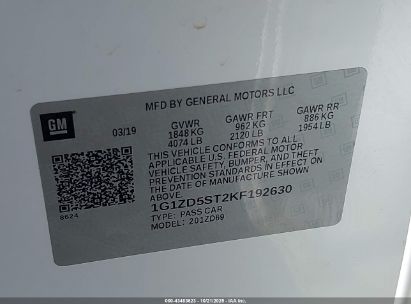 MFD BY GENERAL MOTORS LLC
GM
03/19
GVWR GAWR FRT GAWR RR
1848 KG 962 KG 886 KG
4074 LB 2120 LB 1954 LB
THIS VEHICLE CONFORMS TO ALL
APPLICABLE U.S. FEDERAL MOTOR
VEHICLE SAFETY, BUMPER, AND THEFT
PREVENTION STANDARDS IN EFFECT ON
THE DATE OF MANUFACTURE SHOWN
ABOVE.
1G1ZD5ST2KF192630
8624
TYPE: PASS CAR
MODEL: 201ZD69